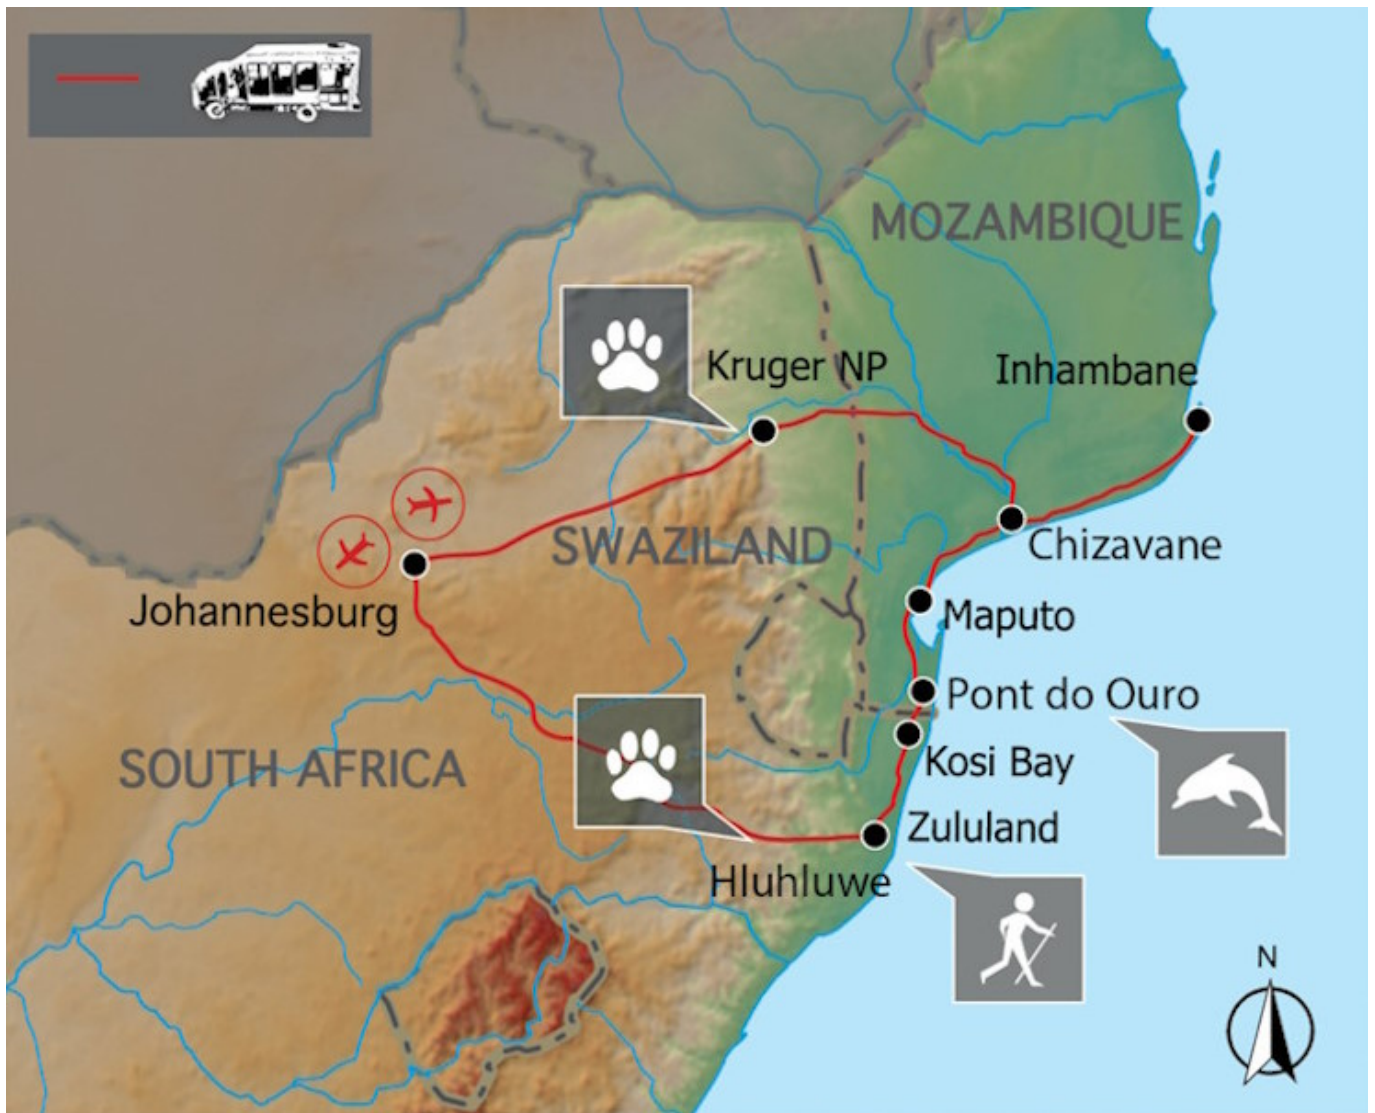 MOZAMBIQUE
Kruger NP
Inhambane
SWAZILAND
Chizavane
Johannesburg
Maputo
Pont do Ouro
SOUTH AFRICA
Kosi Bay
Zululand
Hluhluwe
N